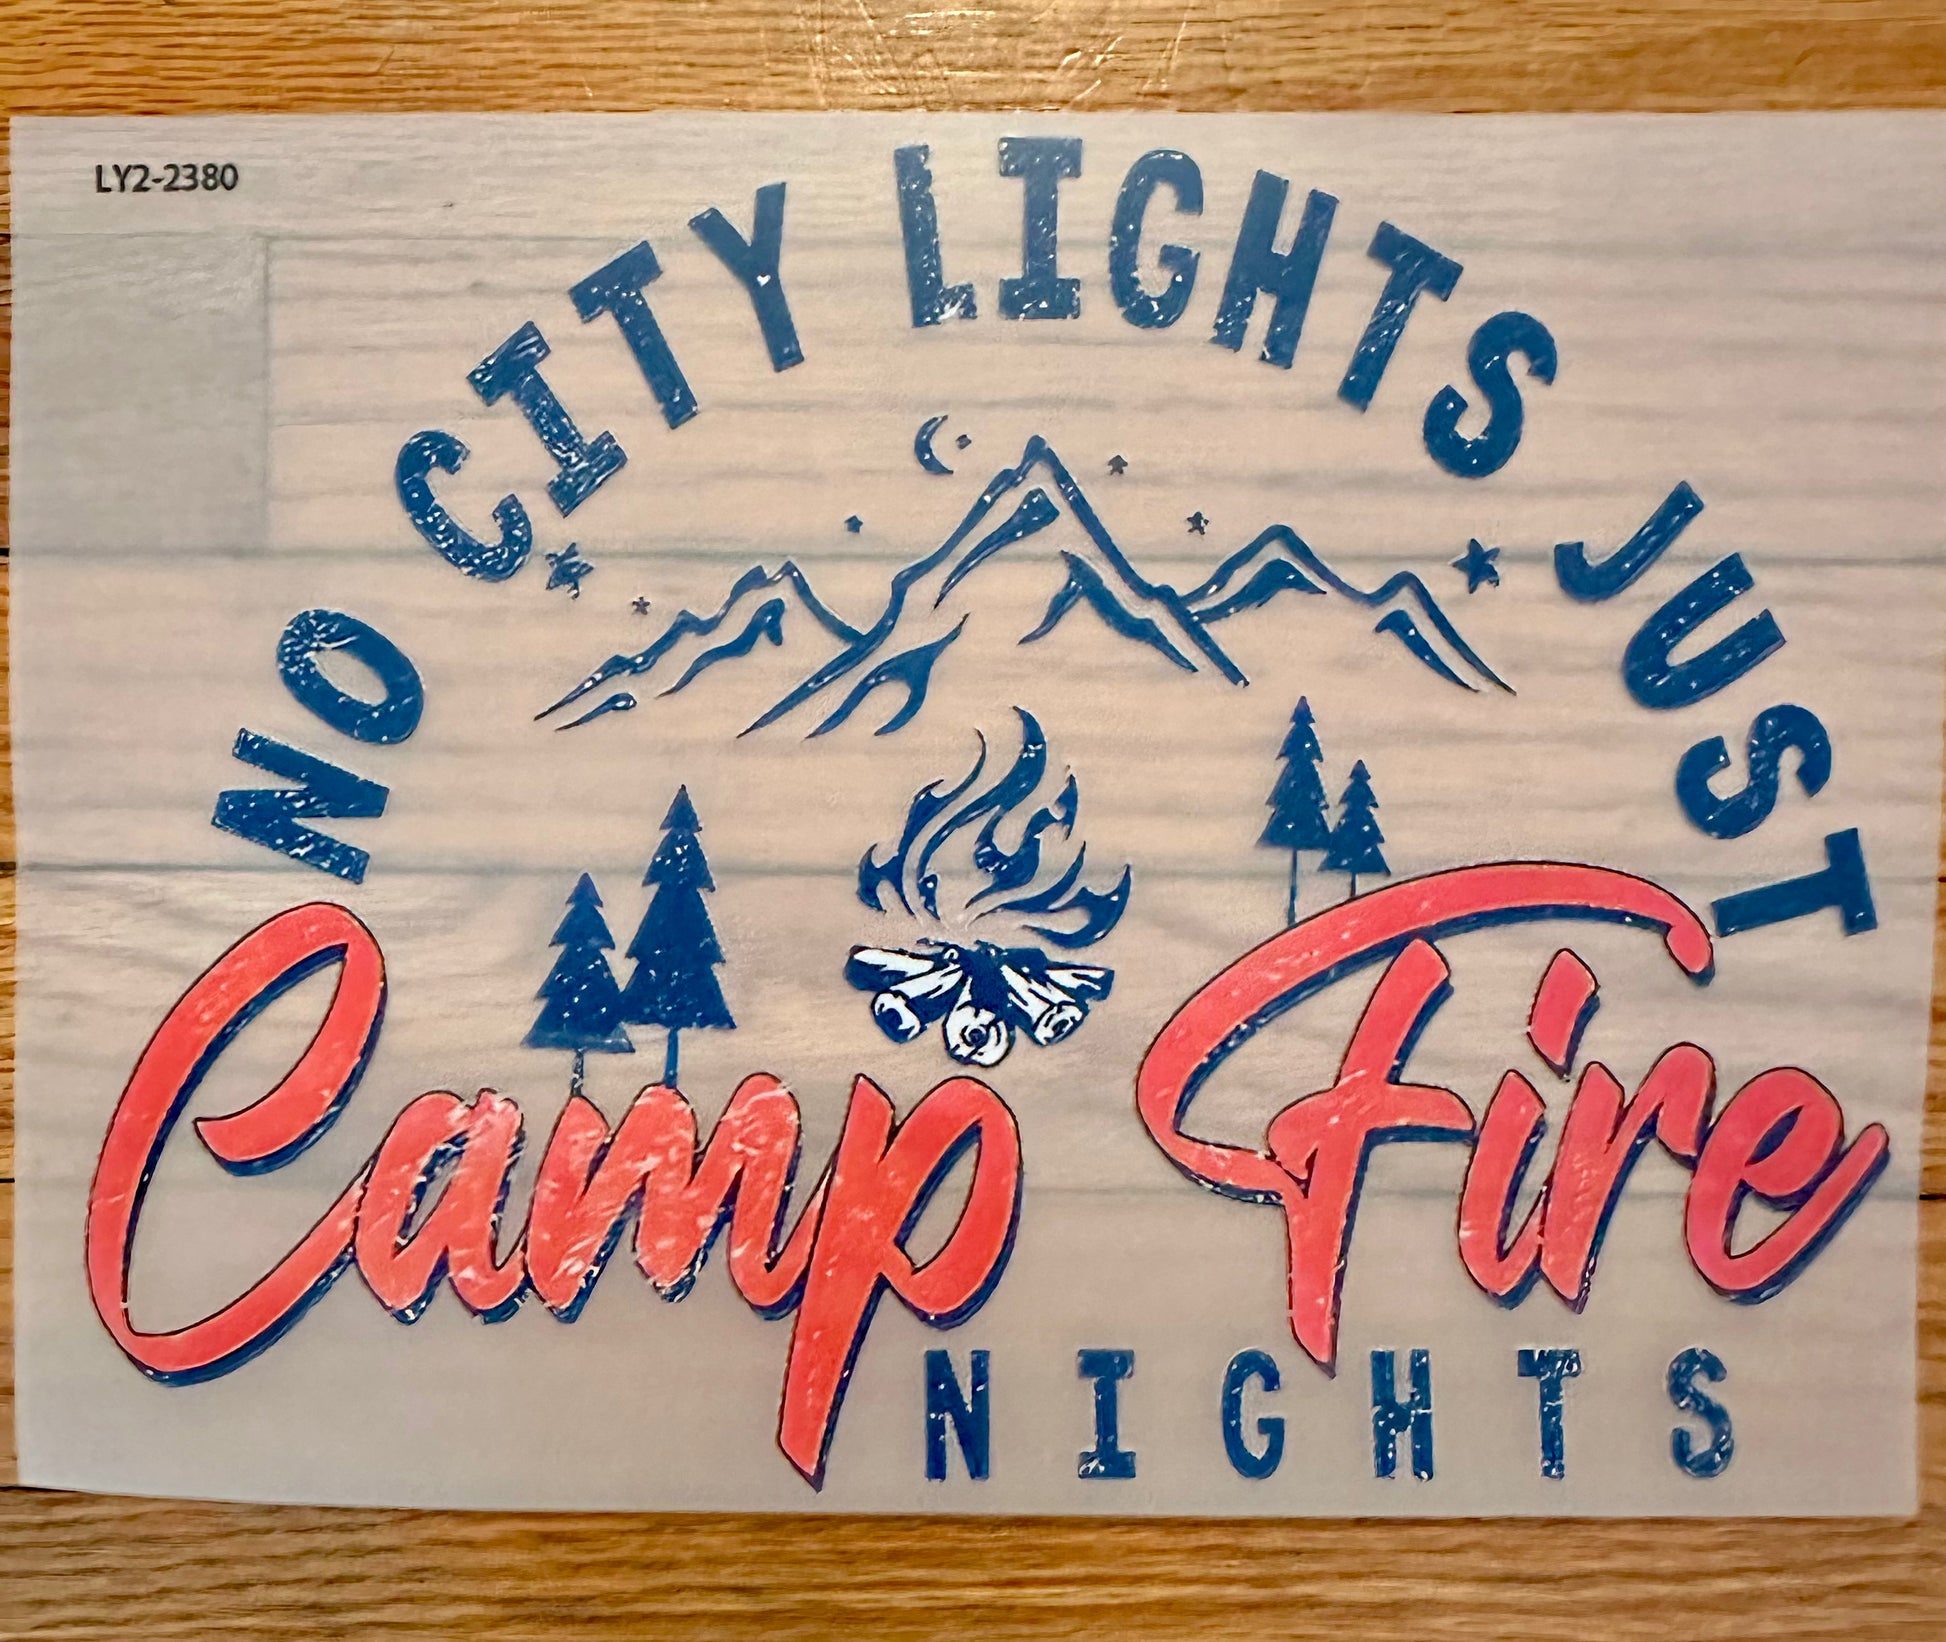 LY2-2380
NO CITY LIGHTS JUST
Camp Fire
NIGHTS